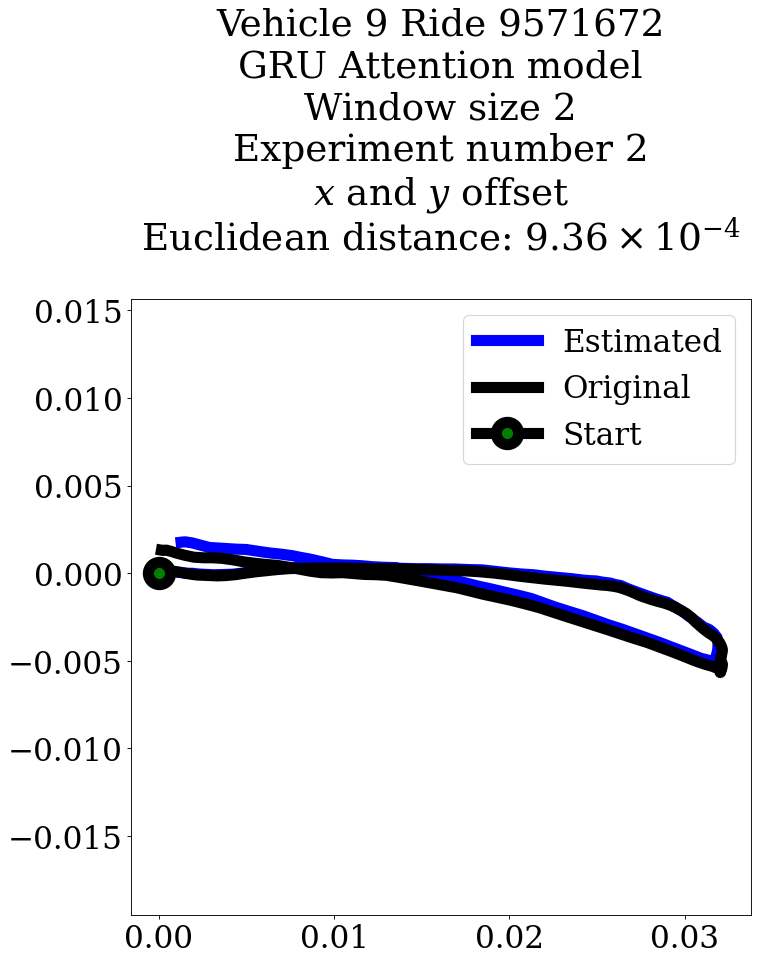 Vehicle 9 Ride 9571672
GRU Attention model
Window size 2
Experiment number 2
x and y offset
Euclidean distance: 9.36 × 10⁻⁴
0.015
0.010
0.005
0.000
−0.005
−0.010
−0.015
Estimated
Original
Start
0.00 0.01 0.02 0.03